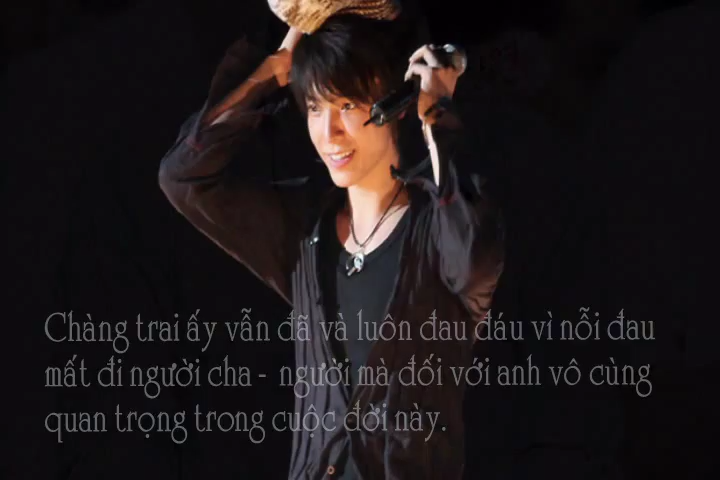 Chàng trai ấy vẫn đã và luôn đau đáu vì nỗi đau
mất đi người cha - người mà đối với anh vô cùng
quan trọng trong cuộc đời này.